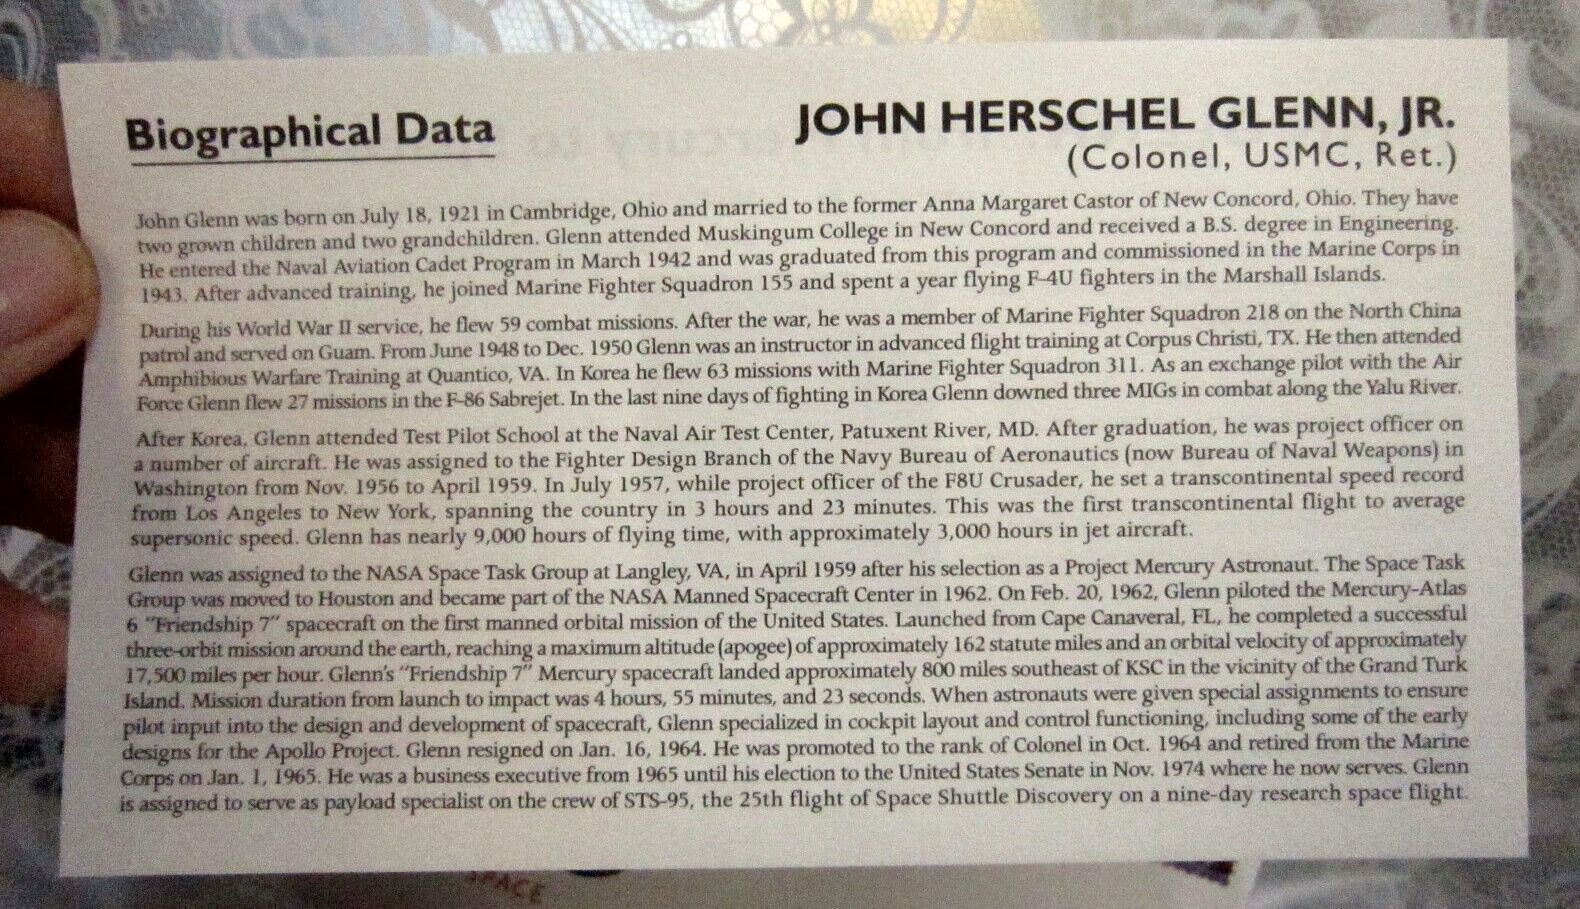 Biographical Data
JOHN HERSCHEL GLENN, JR.
(Colonel, USMC, Ret.)
John Glenn was born on July 18, 1921 in Cambridge, Ohio and married to the former Anna Margaret Castor of New Concord, Ohio. They have
two grown children and two grandchildren. Glenn attended Muskingum College in New Concord and received a B.S. degree in Engineering.
He entered the Naval Aviation Cadet Program in March 1942 and was graduated from this program and commissioned in the Marine Corps in
1943. After advanced training, he joined Marine Fighter Squadron 155 and spent a year flying F-4U fighters in the Marshall Islands.
During his World War II service, he flew 59 combat missions. After the war, he was a member of Marine Fighter Squadron 218 on the North China
patrol and served on Guam. From June 1948 to Dec. 1950 Glenn was an instructor in advanced flight training at Corpus Christi, TX. He then attended
Amphibious Warfare Training at Quantico, VA. In Korea he flew 63 missions with Marine Fighter Squadron 311. As an exchange pilot with the Air
Force Glenn flew 27 missions in the F-86 Sabrejet. In the last nine days of fighting in Korea Glenn downed three MIGs in combat along the Yalu River.
After Korea, Glenn attended Test Pilot School at the Naval Air Test Center, Patuxent River, MD. After graduation, he was project officer on
a number of aircraft. He was assigned to the Fighter Design Branch of the Navy Bureau of Aeronautics (now Bureau of Naval Weapons) in
Washington from Nov. 1956 to April 1959. In July 1957, while project officer of the F8U Crusader, he set a transcontinental speed record
from Los Angeles to New York, spanning the country in 3 hours and 23 minutes. This was the first transcontinental flight to average
supersonic speed. Glenn has nearly 9,000 hours of flying time, with approximately 3,000 hours in jet aircraft.
Glenn was assigned to the NASA Space Task Group at Langley, VA, in April 1959 after his selection as a Project Mercury Astronaut. The Space Task
Group was moved to Houston and became part of the NASA Manned Spacecraft Center in 1962. On Feb. 20, 1962, Glenn piloted the Mercury-Atlas
6 "Friendship 7" spacecraft on the first manned orbital mission of the United States. Launched from Cape Canaveral, FL, he completed a successful
three-orbit mission around the earth, reaching a maximum altitude (apogee) of approximately 162 statute miles and an orbital velocity of approximately
17,500 miles per hour. Glenn's "Friendship 7" Mercury spacecraft landed approximately 800 miles southeast of KSC in the vicinity of the Grand Turk
Island. Mission duration from launch to impact was 4 hours, 55 minutes, and 23 seconds. When astronauts were given special assignments to ensure
pilot input into the design and development of spacecraft, Glenn specialized in cockpit layout and control functioning, including some of the early
designs for the Apollo Project. Glenn resigned on Jan. 16, 1964. He was promoted to the rank of Colonel in Oct. 1964 and retired from the Marine
Corps on Jan. 1, 1965. He was a business executive from 1965 until his election to the United States Senate in Nov. 1974 where he now serves. Glenn
is assigned to serve as payload specialist on the crew of STS-95, the 25th flight of Space Shuttle Discovery on a nine-day research space flight.
SPACE